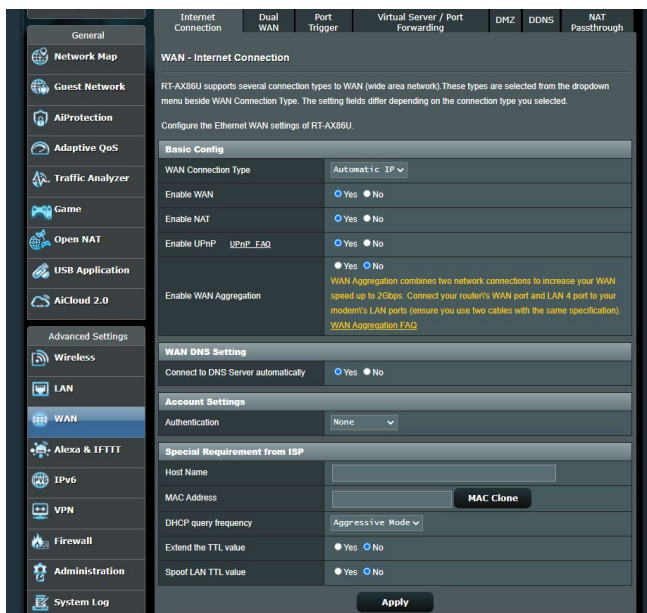 Internet Connection
Dual WAN
Port Trigger
Virtual Server / Port Forwarding
DMZ
DDNS
NAT Passthrough
General
Network Map
Guest Network
AiProtection
Adaptive QoS
Traffic Analyzer
Game
Open NAT
USB Application
AiCloud 2.0
Advanced Settings
Wireless
LAN
WAN
Alexa & IFTTT
IPv6
VPN
Firewall
Administration
System Log
WAN - Internet Connection
RT-AX86U supports several connection types to WAN (wide area network).These types are selected from the dropdown
menu beside WAN Connection Type. The setting fields differ depending on the connection type you selected.
Configure the Ethernet WAN settings of RT-AX86U.
Basic Config
WAN Connection Type Automatic IP
Enable WAN Yes No
Enable NAT Yes No
Enable UPnP UPnP FAQ Yes No
Enable WAN Aggregation
Yes No
WAN Aggregation combines two network connections to increase your WAN
speed up to 2Gbps. Connect your router\'s WAN port and LAN 4 port to your
modem\'s LAN ports (ensure you use two cables with the same specification).
WAN Aggregation FAQ
WAN DNS Setting
Connect to DNS Server automatically Yes No
Account Settings
Authentication None
Special Requirement from ISP
Host Name
MAC Address MAC Clone
DHCP query frequency Aggressive Mode
Extend the TTL value Yes No
Spoof LAN TTL value Yes No
Apply